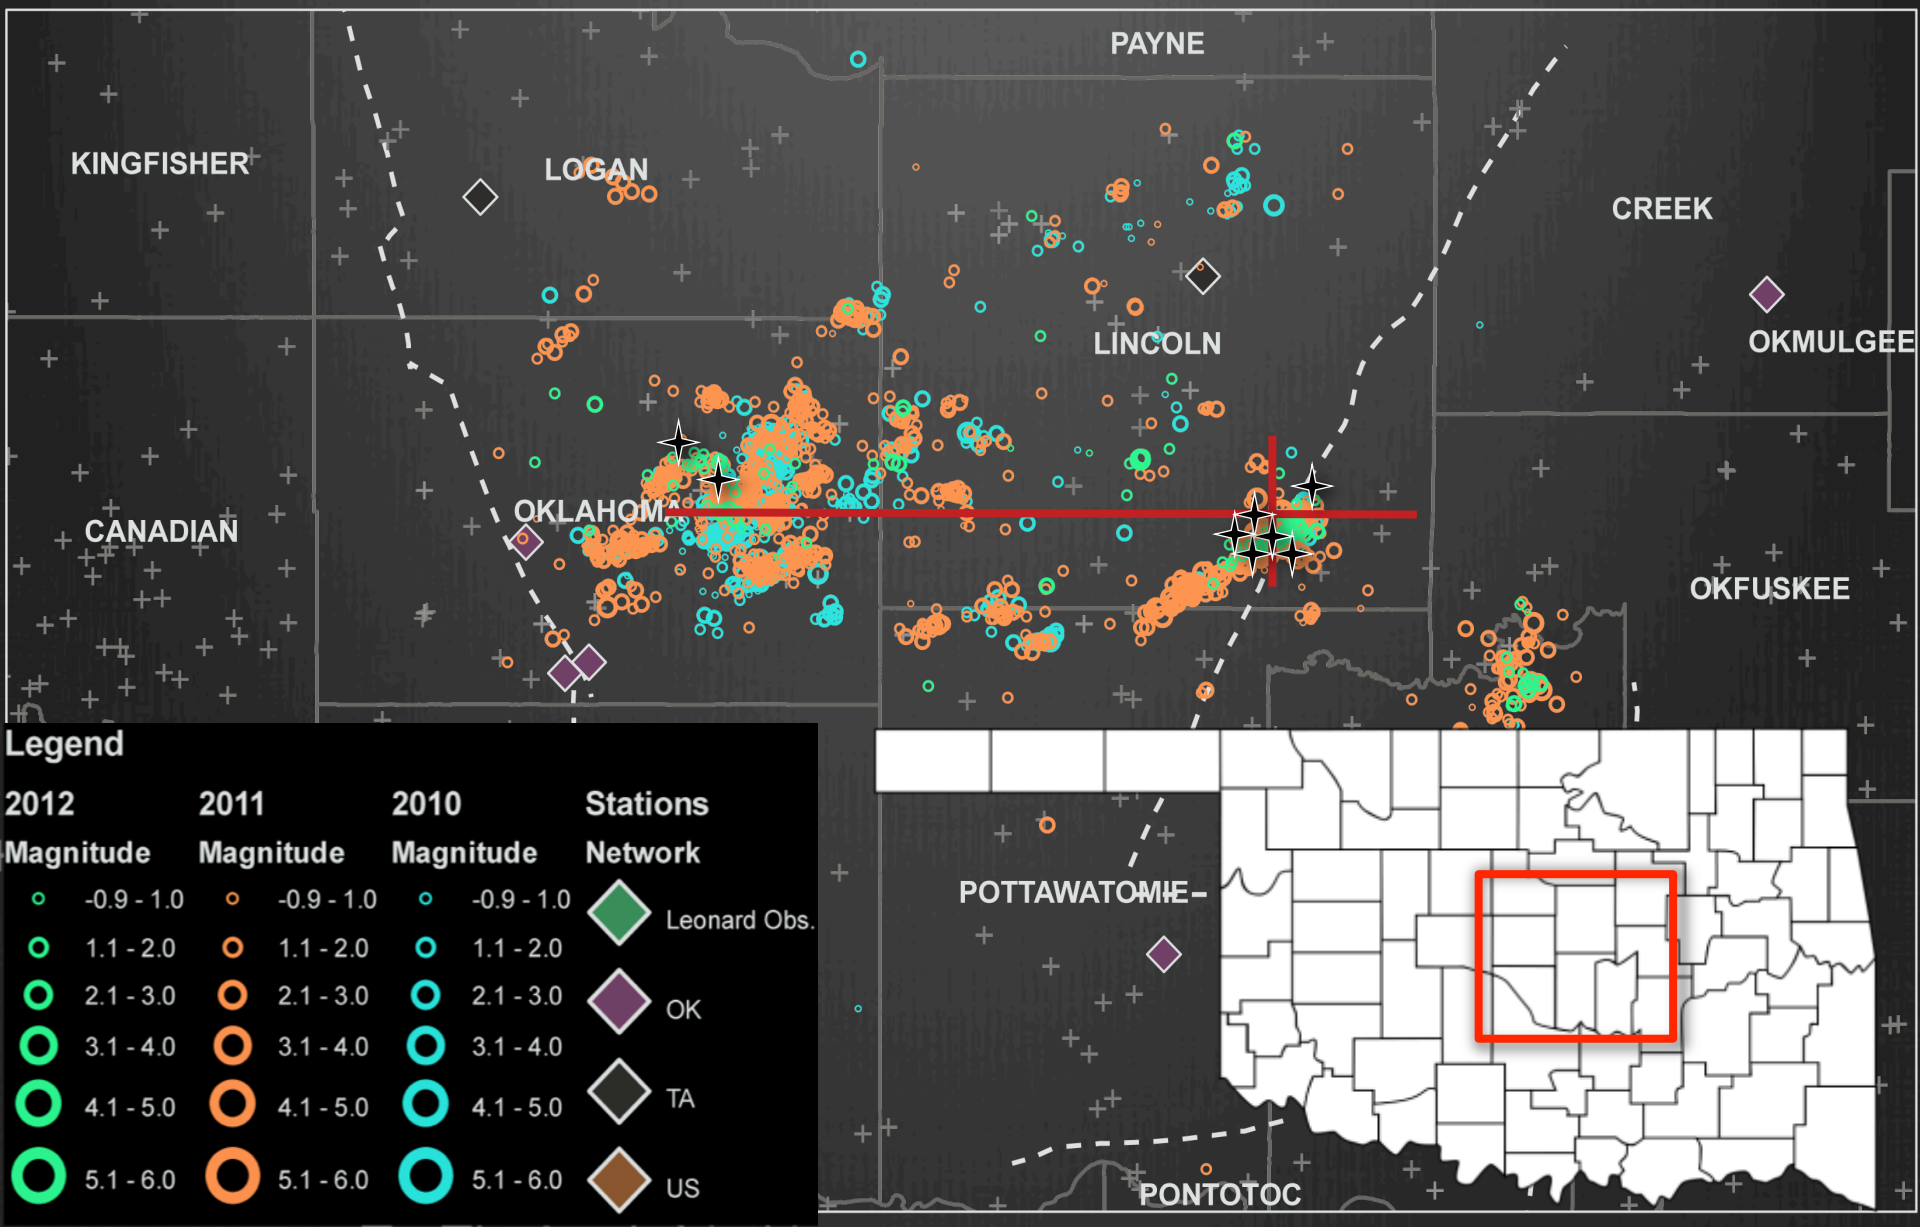 PAYNE
KINGFISHER
LOGAN
CREEK
LINCOLN
OKMULGEE
OKLAHOMA
CANADIAN
OKFUSKEE
POTTAWATOMIE
PONTOTOC
Legend
2012 2011 2010 Stations
Magnitude Magnitude Magnitude Network
-0.9 - 1.0 -0.9 - 1.0 -0.9 - 1.0 Leonard Obs.
1.1 - 2.0 1.1 - 2.0 1.1 - 2.0
2.1 - 3.0 2.1 - 3.0 2.1 - 3.0 OK
3.1 - 4.0 3.1 - 4.0 3.1 - 4.0
4.1 - 5.0 4.1 - 5.0 4.1 - 5.0 TA
5.1 - 6.0 5.1 - 6.0 5.1 - 6.0 US